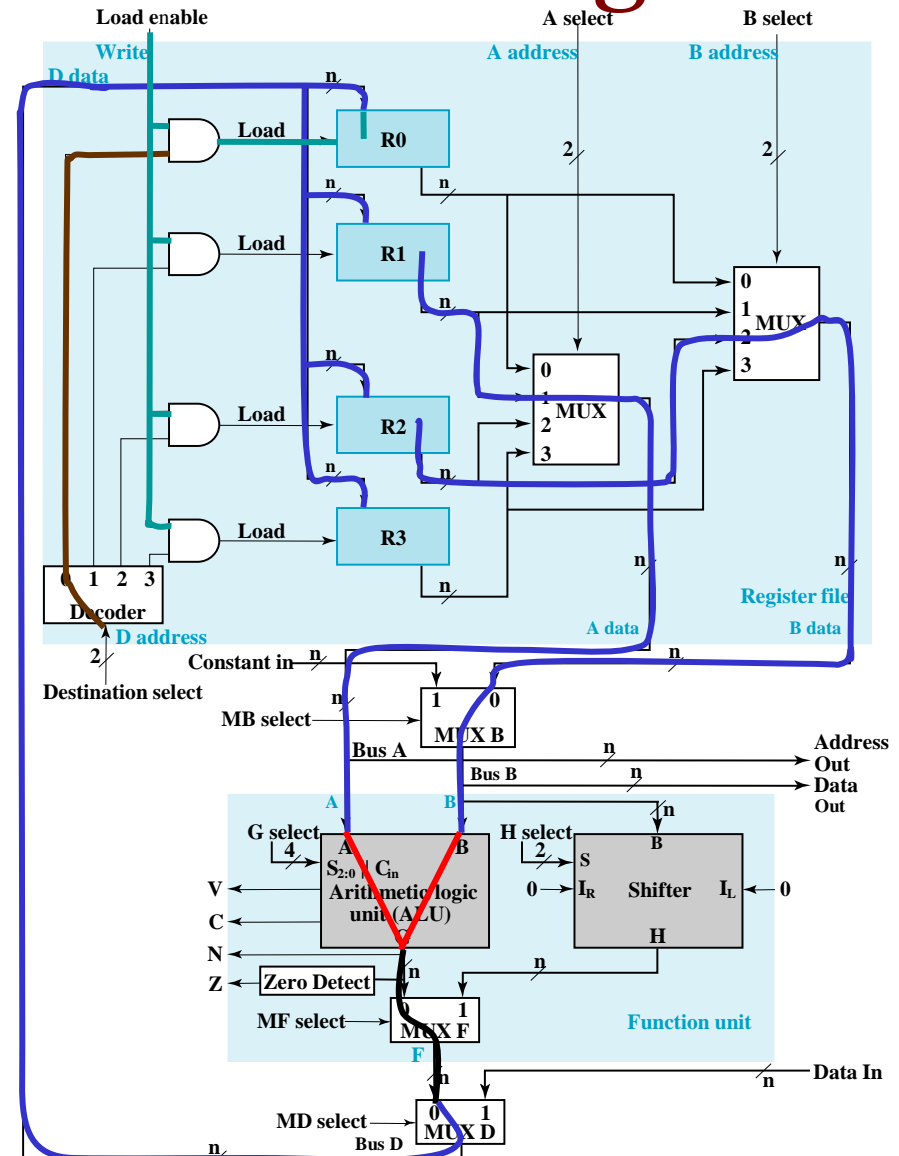 g
Load enable
A select
B select
Write
A address
B address
D data
n
Load
R0
2
2
n
n
Load
R1
0
n
1
MUX
2
n
0
3
1
MUX
Load
R2
2
3
n
n
Load
R3
n
n
0 1 2 3
n
Register file
Decoder
D address
A data
B data
2
Constant in
n
n
Destination select
1 0
n
MB select
MUX B
Address
Bus A
n
Out
Bus B
n
Data
Out
A
B
n
G select
H select
4
A
B
2
B
S2:0 || Cin
S
V
Arithmetic logic
0
IR
Shifter
IL
0
unit (ALU)
C
G
H
N
n
n
Z
Zero Detect
0 1
MF select
MUX F
Function unit
F
n
n
Data In
0 1
MD select
MUX D
Bus D
n